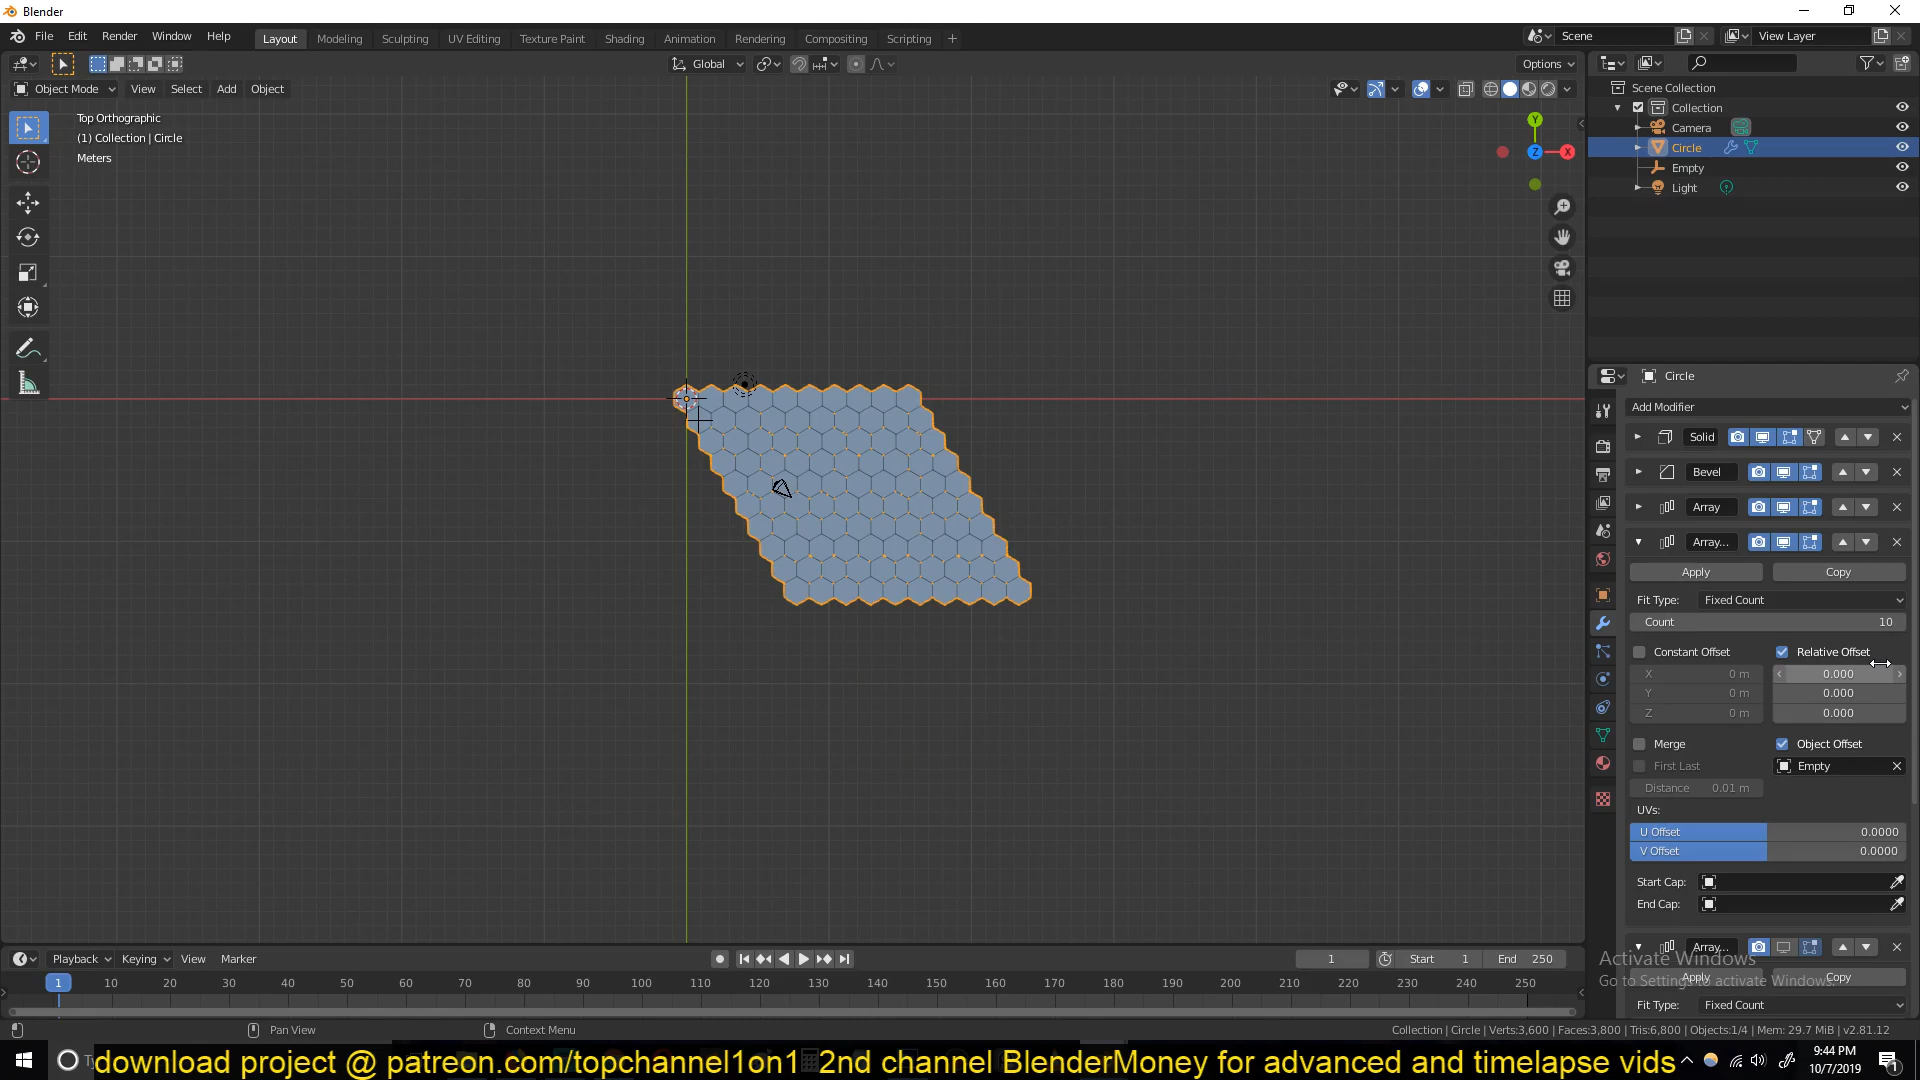 Blender
File Edit Render Window Help
Layout Modeling Sculpting UV Editing Texture Paint Shading Animation Rendering Compositing Scripting +
Scene
View Layer
Global
Options
Object Mode View Select Add Object
Top Orthographic
(1) Collection | Circle
Meters
Y
Z X
Scene Collection
Collection
Camera
Circle
Empty
Light
Circle
Add Modifier
Solid
Bevel
Array
Array...
Apply Copy
Fit Type: Fixed Count
Count 10
Constant Offset Relative Offset
X 0 m 0.000
Y 0 m 0.000
Z 0 m 0.000
Merge Object Offset
First Last Empty
Distance 0.01 m
UVs:
U Offset 0.0000
V Offset 0.0000
Start Cap:
End Cap:
Array...
Apply Copy
Fit Type: Fixed Count
Activate Windows
Go to Settings to activate Windows.
Playback Keying View Marker
1 Start 1 End 250
1 10 20 30 40 50 60 70 80 90 100 110 120 130 140 150 160 170 180 190 200 210 220 230 240 250
Pan View Context Menu
Collection | Circle | Verts:3,600 | Faces:3,800 | Tris:6,800 | Objects:1/4 | Mem: 29.7 MiB | v2.81.12
download project @ patreon.com/topchannel1on1 2nd channel BlenderMoney for advanced and timelapse vids
9:44 PM
10/7/2019
1